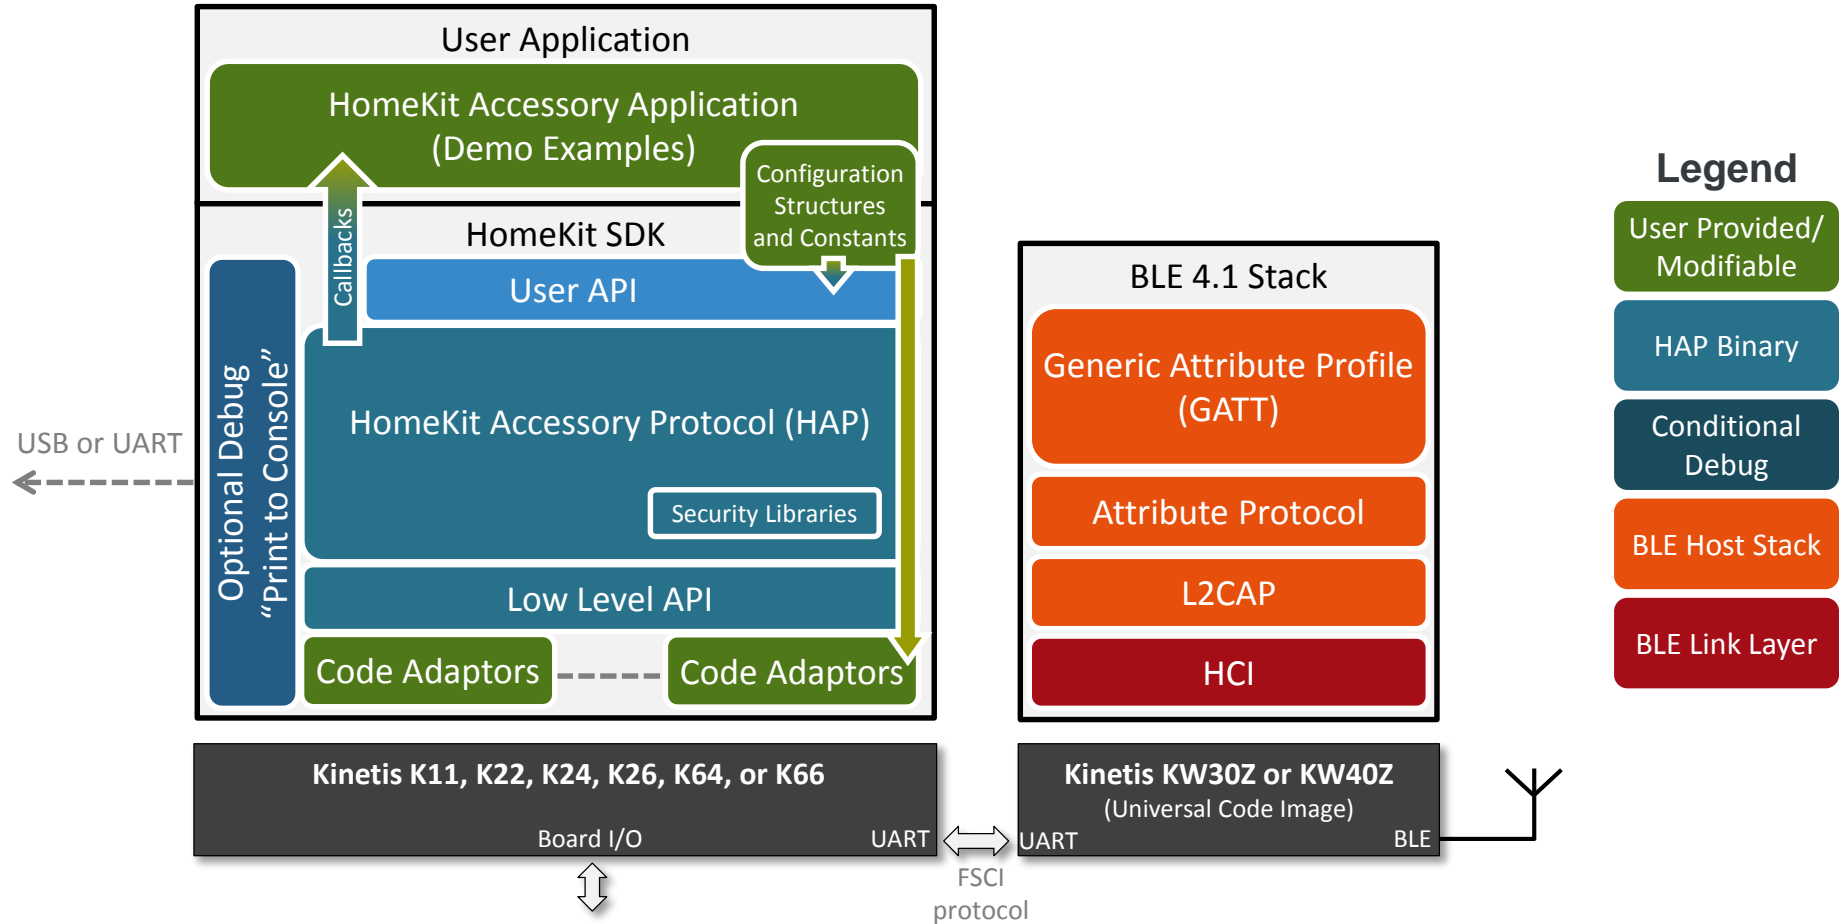 User Application
HomeKit Accessory Application
(Demo Examples)
Configuration
Structures
and Constants
Callbacks
HomeKit SDK
User API
Optional Debug
“Print to Console”
HomeKit Accessory Protocol (HAP)
Security Libraries
Low Level API
Code Adaptors
Code Adaptors
USB or UART
Kinetis K11, K22, K24, K26, K64, or K66
Board I/O
UART
FSCI
protocol
BLE 4.1 Stack
Generic Attribute Profile
(GATT)
Attribute Protocol
L2CAP
HCI
Kinetis KW30Z or KW40Z
(Universal Code Image)
UART
BLE
Legend
User Provided/
Modifiable
HAP Binary
Conditional
Debug
BLE Host Stack
BLE Link Layer